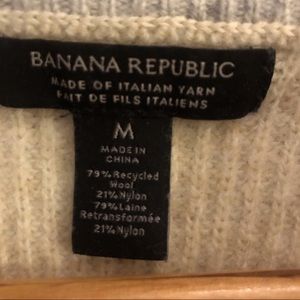 BANANA REPUBLIC
MADE OF ITALIAN YARN
FAIT DE FILS ITALIENS
M
MADE IN
CHINA
79% Recycled
Wool
21% Nylon
79% Laine
Retransformée
21% Nylon